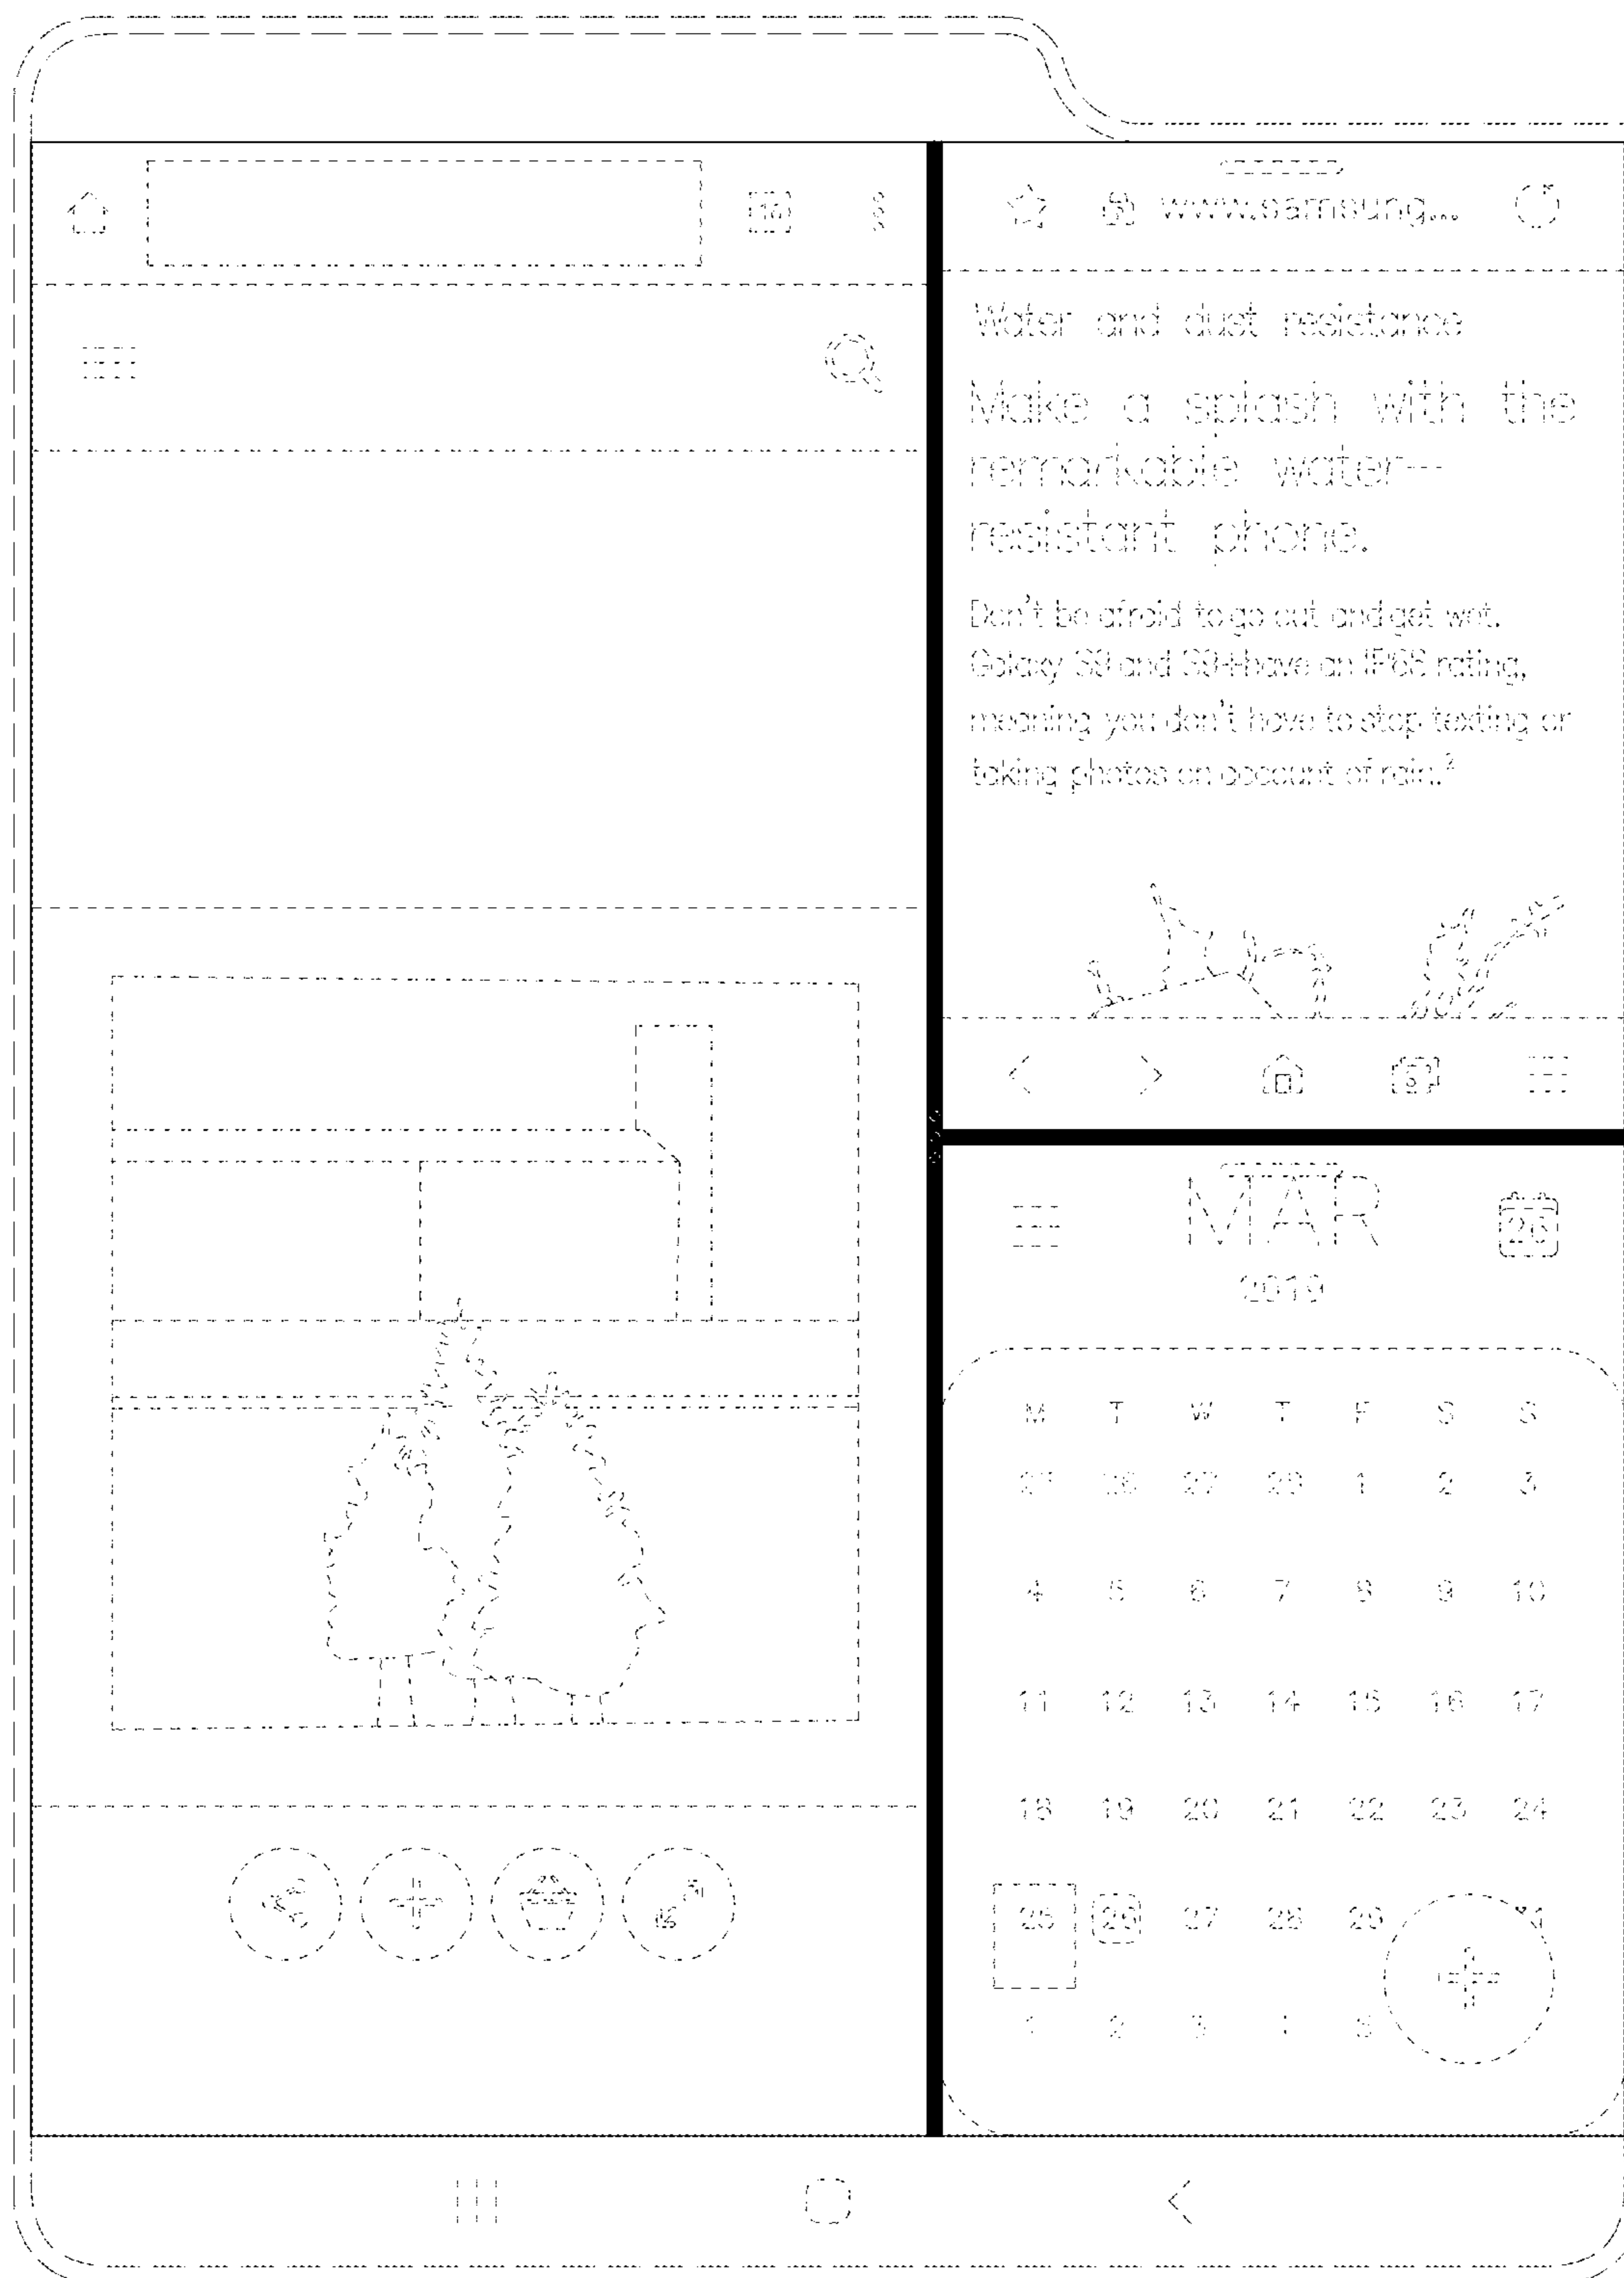 www.samsung...
Water and dust resistance
Make a splash with the
remarkable water-
resistant phone.
Don't be afraid to go out and get wet.
Galaxy S9 and S9+ have an IP68 rating,
meaning you don't have to stop texting or
taking photos on account of rain.2
5
MAR
26
2019
M T W T F S S
27 1 2 3
4 5 6 7 8 9 10
11 12 13 14 15 16 17
18 19 20 21 22 23 24
25 26 27 28
1 2 3